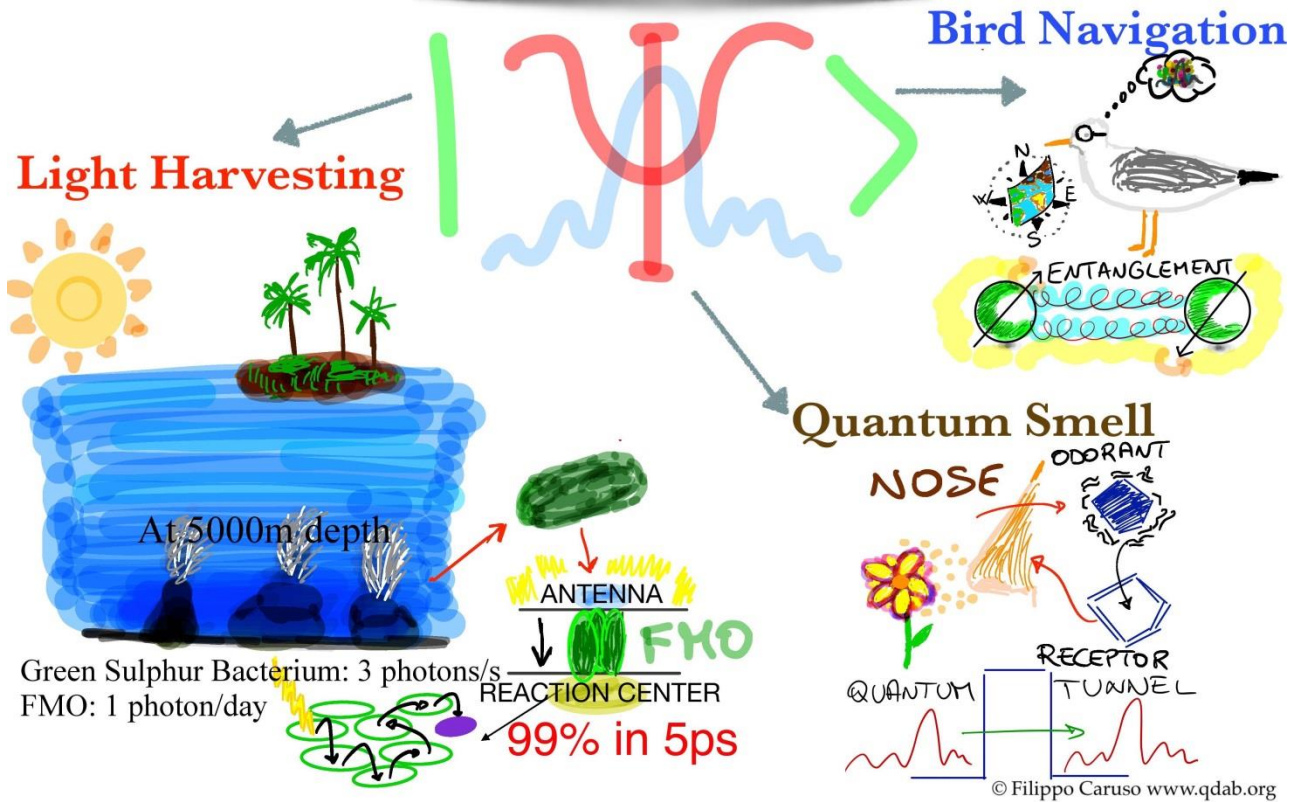 |Ψ>
Bird Navigation
N
W E
S
ENTANGLEMENT
Light Harvesting
At 5000m depth
ANTENNA
FMO
REACTION CENTER
99% in 5ps
Green Sulphur Bacterium: 3 photons/s
FMO: 1 photon/day
Quantum Smell
NOSE
ODORANT
RECEPTOR
QUANTUM TUNNEL
© Filippo Caruso www.qdab.org